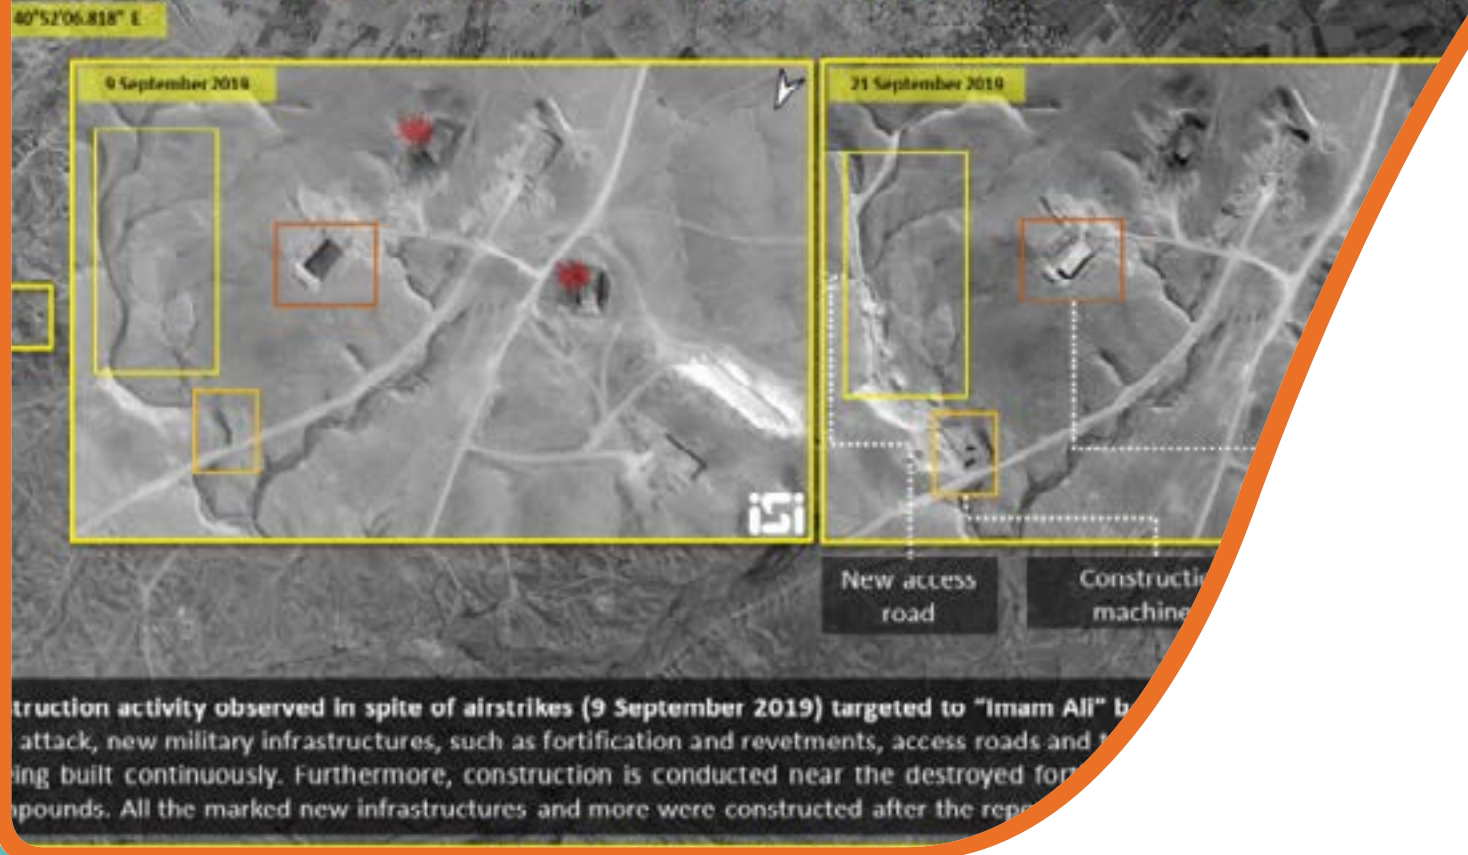 40°52'06.818" E
9 September 2019
21 September 2019
iSi
New access
road
Constructio
machine
truction activity observed in spite of airstrikes (9 September 2019) targeted to “Imam Ali” b
attack, new military infrastructures, such as fortification and revetments, access roads and t
ing built continuously. Furthermore, construction is conducted near the destroyed fort
pounds. All the marked new infrastructures and more were constructed after the repo